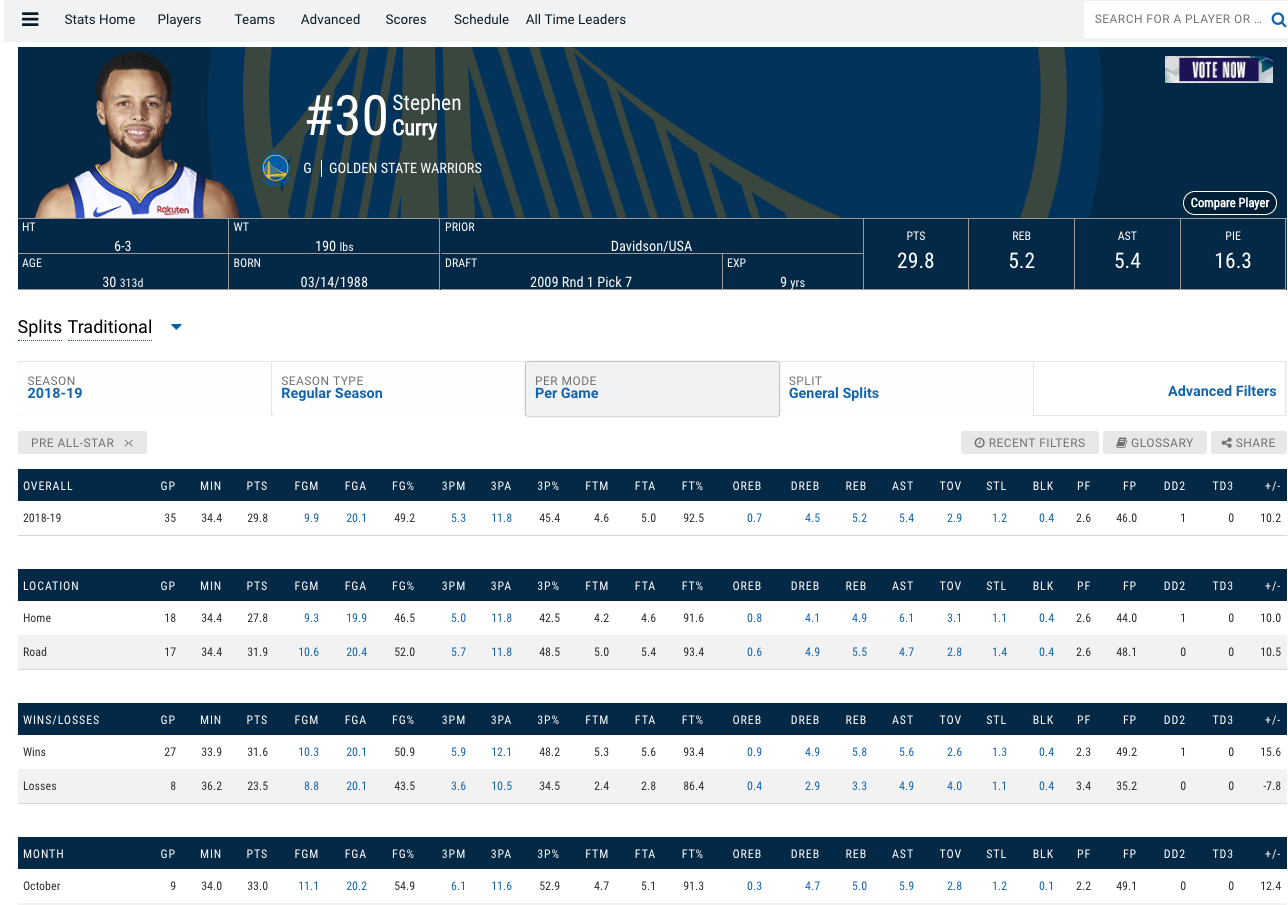 Stats Home Players Teams Advanced Scores Schedule All Time Leaders SEARCH FOR A PLAYER OR ...
VOTE NOW
#30 Stephen Curry
G | GOLDEN STATE WARRIORS
Rakuten
Compare Player
HT 6-3 WT 190 lbs PRIOR Davidson/USA
AGE 30 313d BORN 03/14/1988 DRAFT 2009 Rnd 1 Pick 7 EXP 9 yrs
PTS REB AST PIE
29.8 5.2 5.4 16.3
Splits Traditional
SEASON SEASON TYPE PER MODE SPLIT
2018-19 Regular Season Per Game General Splits Advanced Filters
PRE ALL-STAR × RECENT FILTERS GLOSSARY SHARE
OVERALL GP MIN PTS FGM FGA FG% 3PM 3PA 3P% FTM FTA FT% OREB DREB REB AST TOV STL BLK PF FP DD2 TD3 +/-
2018-19 35 34.4 29.8 9.9 20.1 49.2 5.3 11.8 45.4 4.6 5.0 92.5 0.7 4.5 5.2 5.4 2.9 1.2 0.4 2.6 46.0 1 0 10.2
LOCATION GP MIN PTS FGM FGA FG% 3PM 3PA 3P% FTM FTA FT% OREB DREB REB AST TOV STL BLK PF FP DD2 TD3 +/-
Home 18 34.4 27.8 9.3 19.9 46.5 5.0 11.8 42.5 4.2 4.6 91.6 0.8 4.1 4.9 6.1 3.1 1.1 0.4 2.6 44.0 1 0 10.0
Road 17 34.4 31.9 10.6 20.4 52.0 5.7 11.8 48.5 5.0 5.4 93.4 0.6 4.9 5.5 4.7 2.8 1.4 0.4 2.6 48.1 0 0 10.5
WINS/LOSSES GP MIN PTS FGM FGA FG% 3PM 3PA 3P% FTM FTA FT% OREB DREB REB AST TOV STL BLK PF FP DD2 TD3 +/-
Wins 27 33.9 31.6 10.3 20.1 50.9 5.9 12.1 48.2 5.3 5.6 93.4 0.9 4.9 5.8 5.6 2.6 1.3 0.4 2.3 49.2 1 0 15.6
Losses 8 36.2 23.5 8.8 20.1 43.5 3.6 10.5 34.5 2.4 2.8 86.4 0.4 2.9 3.3 4.9 4.0 1.1 0.4 3.4 35.2 0 0 -7.8
MONTH GP MIN PTS FGM FGA FG% 3PM 3PA 3P% FTM FTA FT% OREB DREB REB AST TOV STL BLK PF FP DD2 TD3 +/-
October 9 34.0 33.0 11.1 20.2 54.9 6.1 11.6 52.9 4.7 5.1 91.3 0.3 4.7 5.0 5.9 2.8 1.2 0.1 2.2 49.1 0 0 12.4